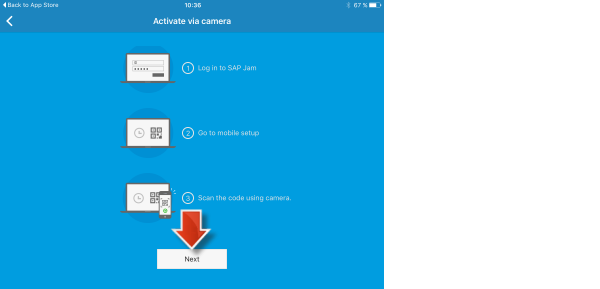 Back to App Store
10:36
67 %
Activate via camera
1 Log in to SAP Jam
2 Go to mobile setup
3 Scan the code using camera.
Next